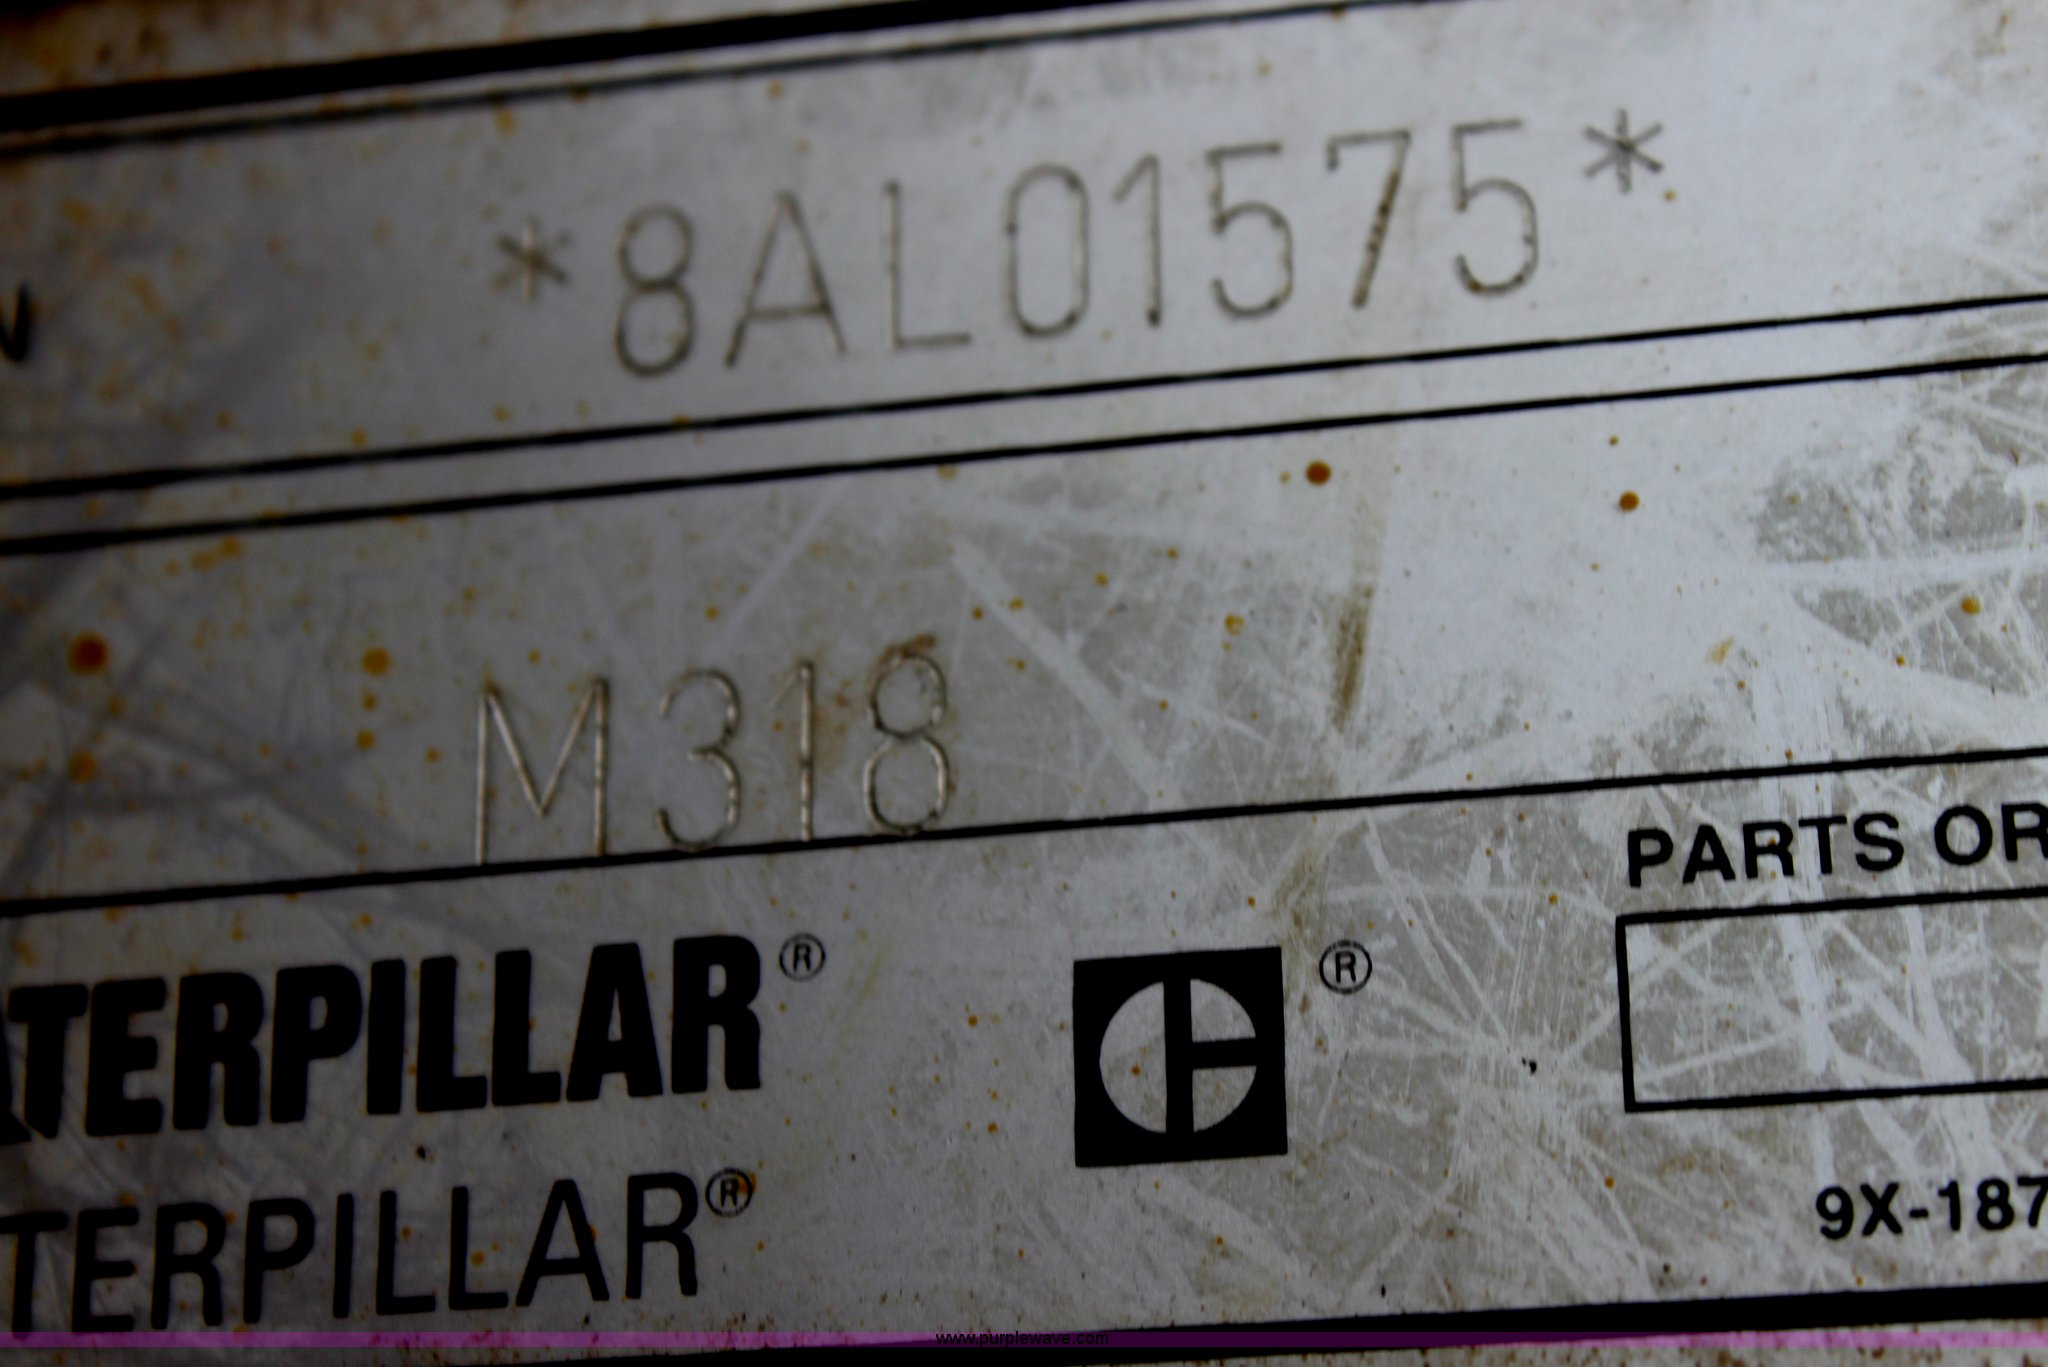 N *8AL01575*
M318
PARTS OR
ATERPILLAR® ®
TERPILLAR®
9X-187
www.purplewave.com